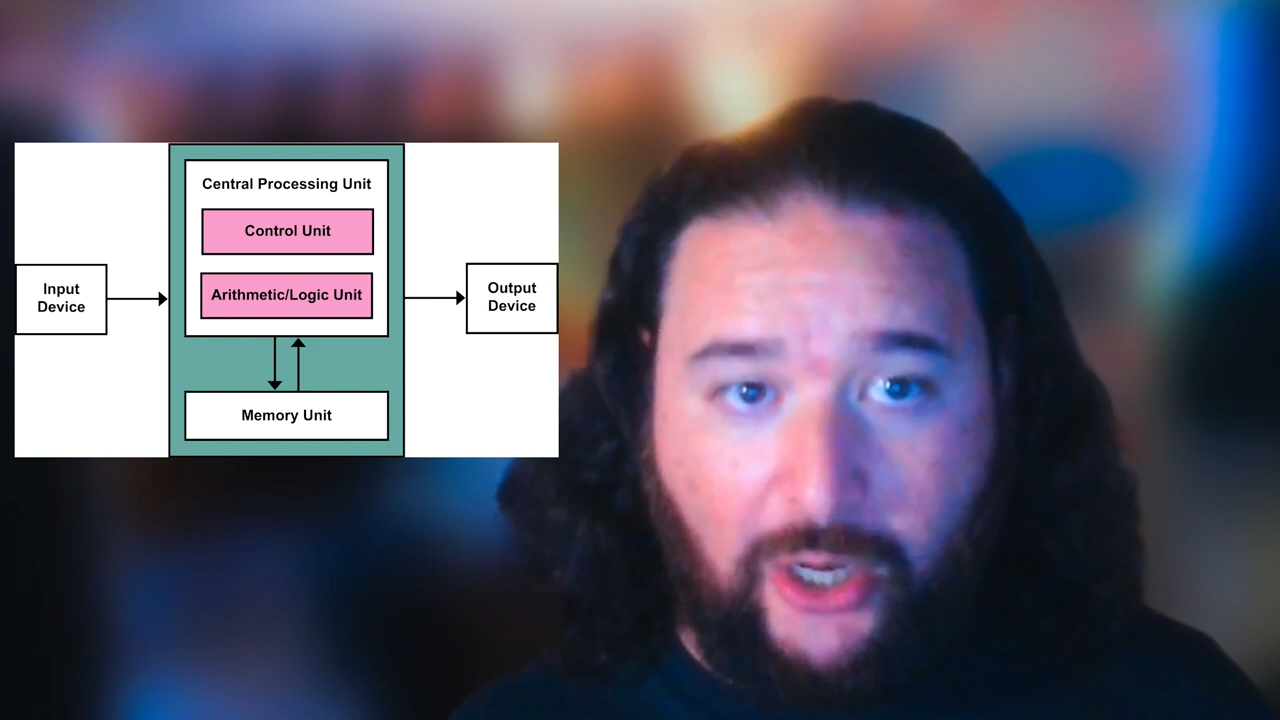 Central Processing Unit
Control Unit
Arithmetic/Logic Unit
Input
Device
Output
Device
Memory Unit